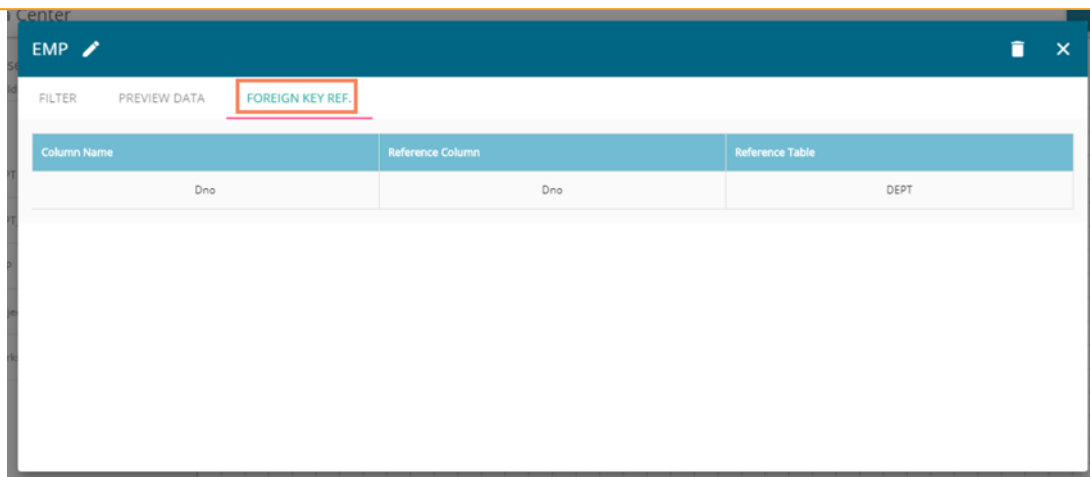 Center
EMP
FILTER PREVIEW DATA FOREIGN KEY REF.
Column Name Reference Column Reference Table
Dno Dno DEPT